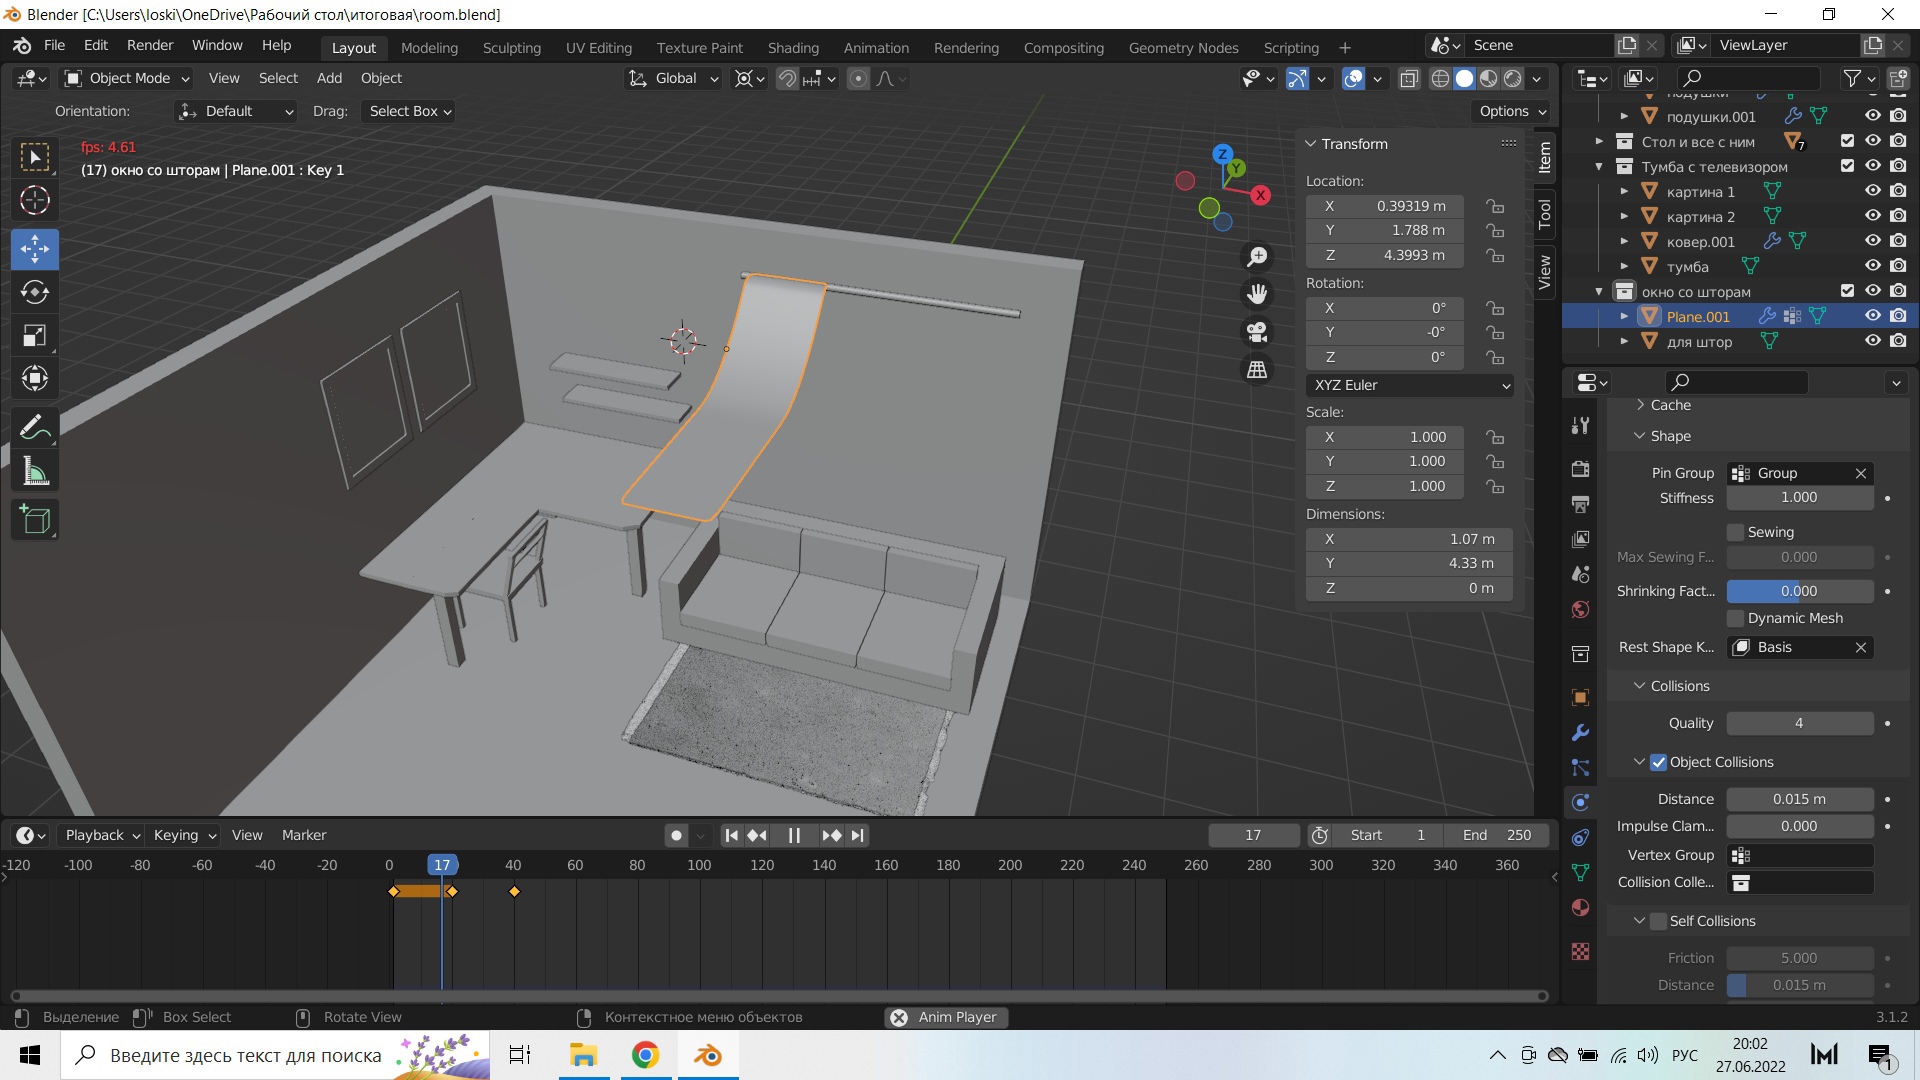 Blender [C:\Users\loski\OneDrive\Рабочий стол\итоговая\room.blend]
File Edit Render Window Help
Layout Modeling Sculpting UV Editing Texture Paint Shading Animation Rendering Compositing Geometry Nodes Scripting
Scene
ViewLayer
Object Mode View Select Add Object
Global
Orientation: Default Drag: Select Box
Options
fps: 4.61
(17) окно со шторам | Plane.001 : Key 1
Z
Y
X
Transform
Location:
X 0.39319 m
Y 1.788 m
Z 4.3993 m
Rotation:
X 0°
Y -0°
Z 0°
XYZ Euler
Scale:
X 1.000
Y 1.000
Z 1.000
Dimensions:
X 1.07 m
Y 4.33 m
Z 0 m
Item
Tool
View
подушки
подушки.001
Стол и все с ним 7
Тумба с телевизором
картина 1
картина 2
ковер.001
тумба
окно со шторам
Plane.001
для штор
Cache
Shape
Pin Group Group
Stiffness 1.000
Sewing
Max Sewing F... 0.000
Shrinking Fact... 0.000
Dynamic Mesh
Rest Shape K... Basis
Collisions
Quality 4
Object Collisions
Distance 0.015 m
Impulse Clam... 0.000
Vertex Group
Collision Colle...
Self Collisions
Friction 5.000
Distance 0.015 m
Playback Keying View Marker
17 Start 1 End 250
-120 -100 -80 -60 -40 -20 0 17 40 60 80 100 120 140 160 180 200 220 240 260 280 300 320 340 360
Выделение Box Select Rotate View Контекстное меню объектов Anim Player 3.1.2
Введите здесь текст для поиска
РУС
20:02
27.06.2022
1